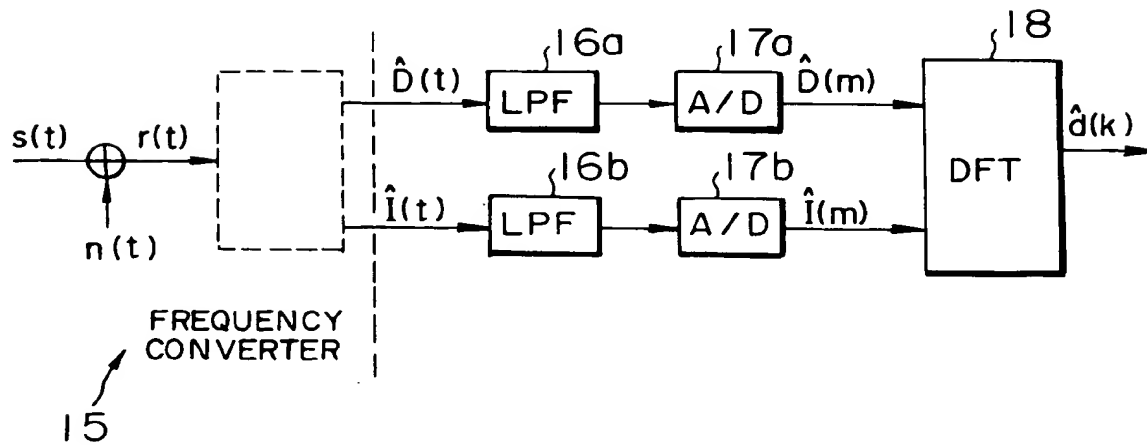 16a 17a 18
D̂(t) LPF A/D D̂(m)
s(t) r(t) d̂(k)
16b 17b DFT
n(t) Î(t) LPF A/D Î(m)
FREQUENCY
CONVERTER
15